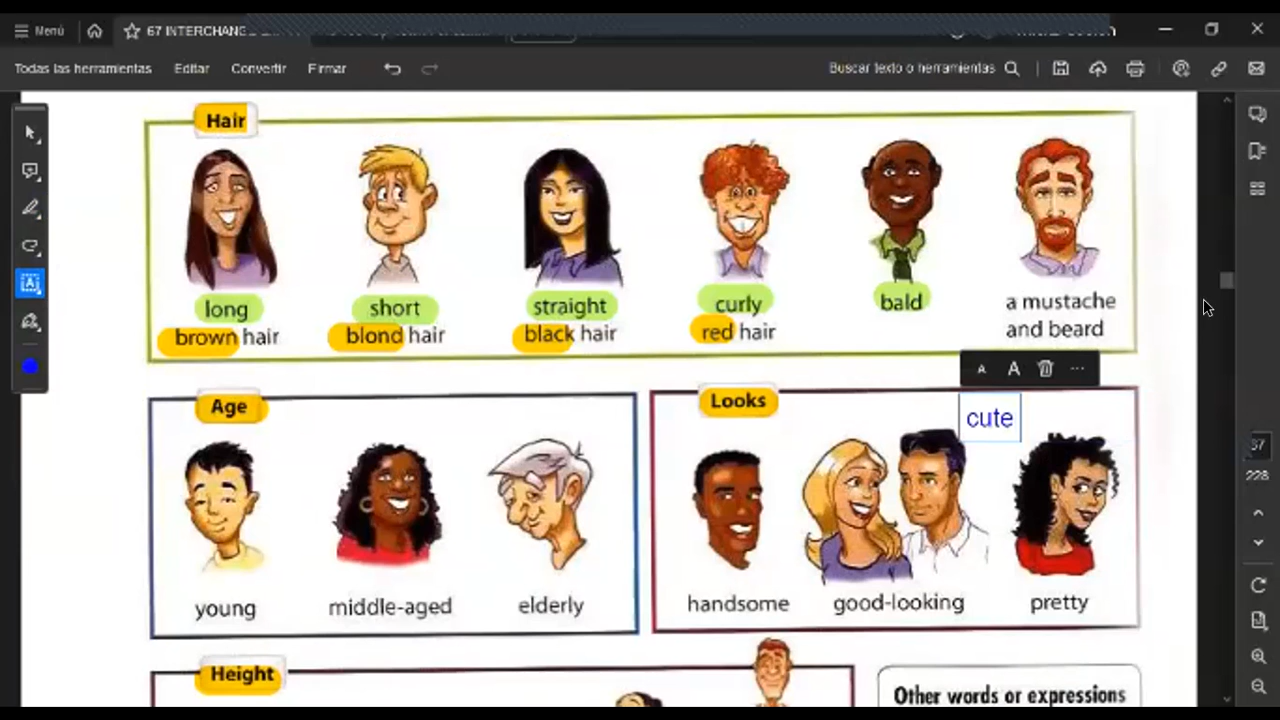 Menú
67 INTERCHANGE
Todas las herramientas
Editar
Convertir
Firmar
Buscar texto o herramientas
Hair
long
brown hair
short
blond hair
straight
black hair
curly
red hair
bald
a mustache
and beard
Age
young
middle-aged
elderly
Looks
A A ...
cute
handsome
good-looking
pretty
67
228
Height
Other words or expressions